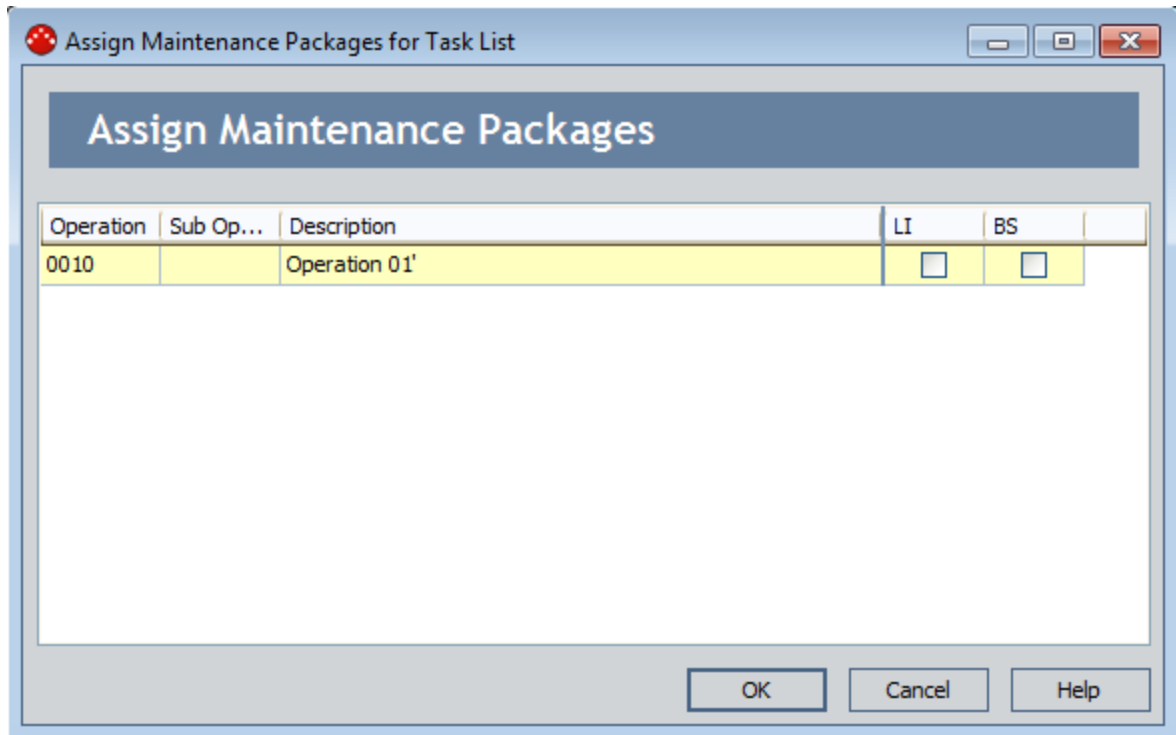 Assign Maintenance Packages for Task List
Assign Maintenance Packages
Operation Sub Op... Description LI BS
0010 Operation 01'
OK Cancel Help